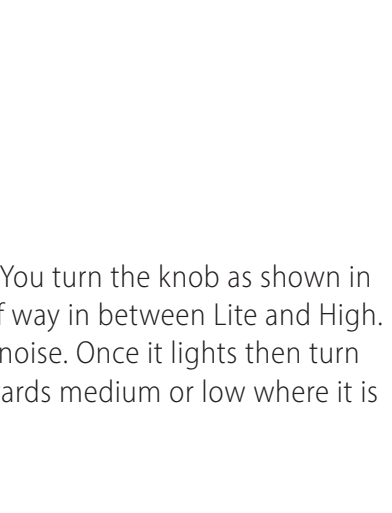 You turn the knob as shown in
way in between Lite and High.
noise. Once it lights then turn
medium or low where it is